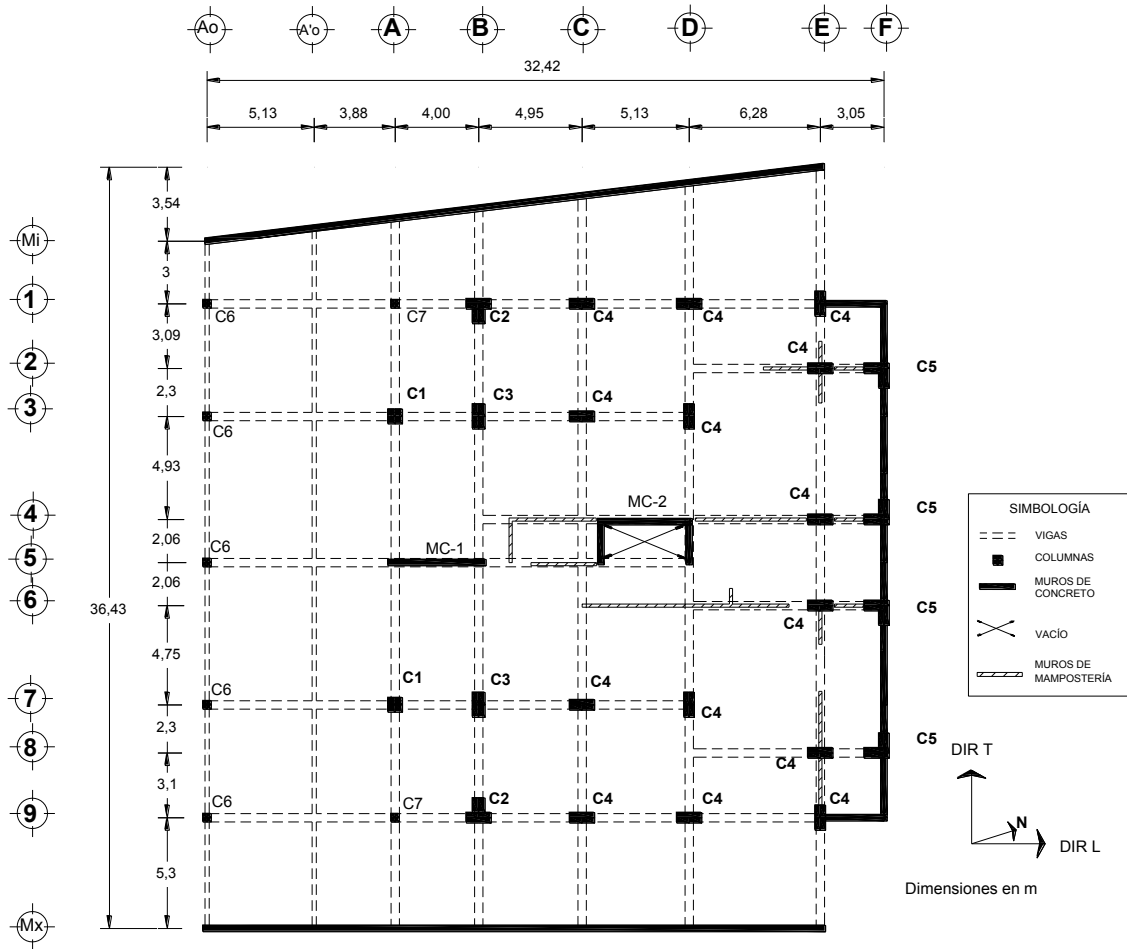 Ao A'o A B C D E F
32,42
5,13 3,88 4,00 4,95 5,13 6,28 3,05
3,54
Mi
3
1
C6 C7 C2 C4 C4 C4
3,09
C4
2
C5
2,3
C1 C3 C4
3
C6 C4
4,93
C4
MC-2
C5
4
2,06
C6
MC-1
5
2,06
36,43
6
C5
C4
4,75
C1 C3 C4
7
C6
C4
2,3
8
C5
C4
3,1
C6 C7 C2 C4 C4 C4
9
5,3
Mx
SIMBOLOGÍA
VIGAS
COLUMNAS
MUROS DE
CONCRETO
VACÍO
MUROS DE
MAMPOSTERÍA
DIR T
N
DIR L
Dimensiones en m